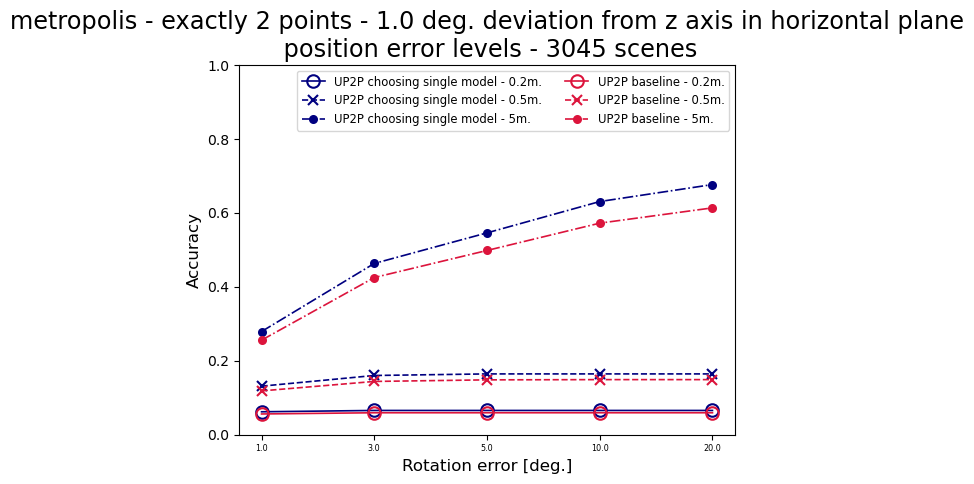 metropolis - exactly 2 points - 1.0 deg. deviation from z axis in horizontal plane
position error levels - 3045 scenes
UP2P choosing single model - 0.2m.
UP2P choosing single model - 0.5m.
UP2P choosing single model - 5m.
UP2P baseline - 0.2m.
UP2P baseline - 0.5m.
UP2P baseline - 5m.
1.0
0.8
0.6
0.4
0.2
0.0
Accuracy
1.0 3.0 5.0 10.0 20.0
Rotation error [deg.]